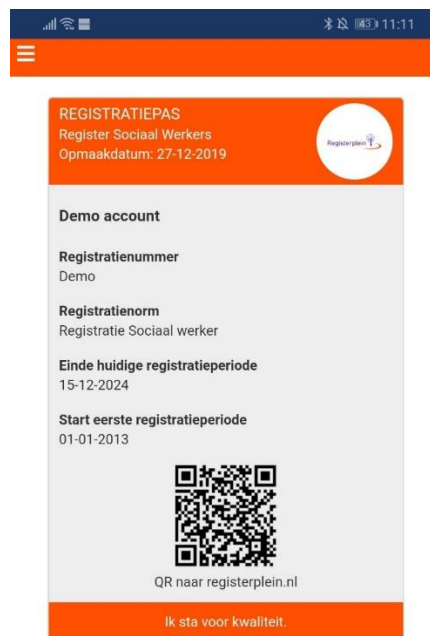 43 11:11
REGISTRATIEPAS
Register Sociaal Werkers
Opmaakdatum: 27-12-2019
Registerplein
Demo account
Registratienummer
Demo
Registratienorm
Registratie Sociaal werker
Einde huidige registratieperiode
15-12-2024
Start eerste registratieperiode
01-01-2013
QR naar registerplein.nl
Ik sta voor kwaliteit.